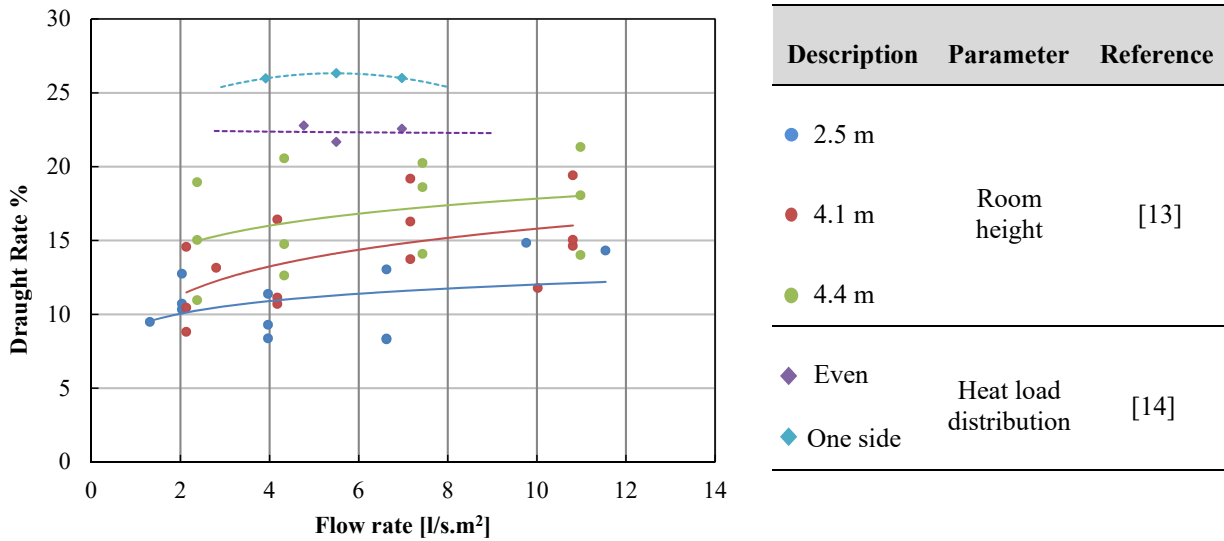 30
25
20
15
10
5
0
Draught Rate %
0 2 4 6 8 10 12 14
Flow rate [l/s.m²]
Description Parameter Reference
2.5 m
4.1 m
4.4 m
Room
height
[13]
Even
One side
Heat load
distribution
[14]